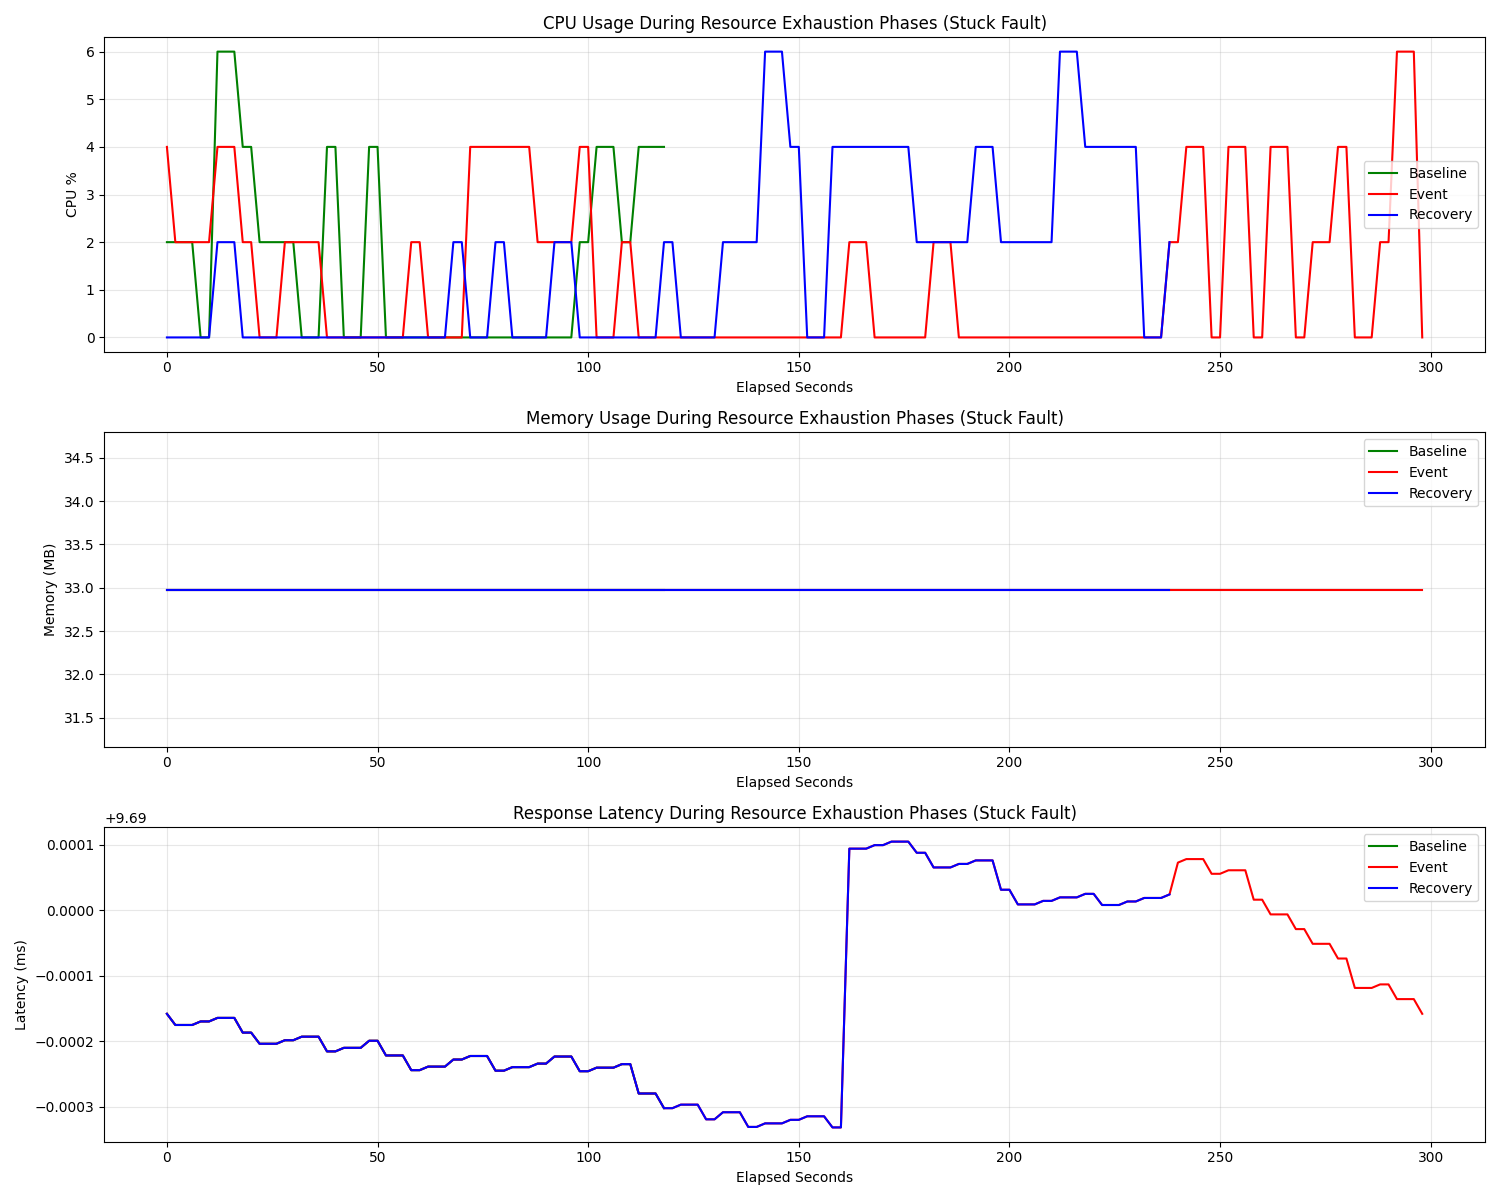 CPU Usage During Resource Exhaustion Phases (Stuck Fault)
CPU %
6
5
4
3
2
1
0
Baseline
Event
Recovery
0 50 100 150 200 250 300
Elapsed Seconds
Memory Usage During Resource Exhaustion Phases (Stuck Fault)
Memory (MB)
34.5
34.0
33.5
33.0
32.5
32.0
31.5
Baseline
Event
Recovery
0 50 100 150 200 250 300
Elapsed Seconds
Response Latency During Resource Exhaustion Phases (Stuck Fault)
+9.69
Latency (ms)
0.0001
0.0000
−0.0001
−0.0002
−0.0003
Baseline
Event
Recovery
0 50 100 150 200 250 300
Elapsed Seconds